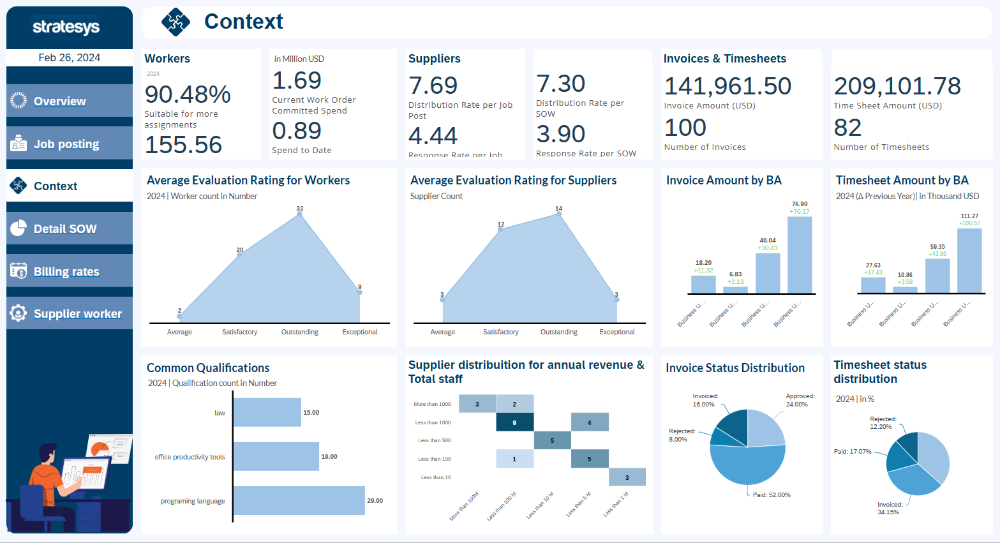 stratesys
Feb 26, 2024
Overview
Job posting
Context
Detail SOW
Billing rates
Supplier worker
Context
Workers
2024
90.48%
Suitable for more
assignments
155.56
in Million USD
1.69
Current Work Order
Committed Spend
0.89
Spend to Date
Suppliers
7.69
Distribution Rate per Job
Post
4.44
Response Rate per Job
7.30
Distribution Rate per
SOW
3.90
Response Rate per SOW
Invoices & Timesheets
141,961.50
Invoice Amount (USD)
100
Number of Invoices
209,101.78
Time Sheet Amount (USD)
82
Number of Timesheets
Average Evaluation Rating for Workers
2024 | Worker count in Number
2
20
32
9
Average
Satisfactory
Outstanding
Exceptional
Average Evaluation Rating for Suppliers
Supplier Count
3
12
14
3
Average
Satisfactory
Outstanding
Exceptional
Invoice Amount by BA
18.20
+11.32
6.83
+2.13
40.04
+30.43
76.90
+70.17
Business U...
Business U...
Business U...
Business U...
Timesheet Amount by BA
2024 (Δ Previous Year)| in Thousand USD
27.63
+17.43
10.86
+3.59
59.35
+43.86
111.27
+100.57
Business U...
Business U...
Business U...
Business U...
Common Qualifications
2024 | Qualification count in Number
law
15.00
office productivity tools
19.00
programing language
29.00
Supplier distribuition for annual revenue &
Total staff
More than 1000
3
2
Less than 1000
9
4
Less than 500
5
Less than 100
1
5
Less than 10
3
More than 100M
Less than 100 M
Less than 10 M
Less than 5 M
Less than 1 M
Invoice Status Distribution
Invoiced:
16.00%
Approved:
24.00%
Rejected:
8.00%
Paid: 52.00%
Timesheet status
distribution
2024 | in %
Rejected:
12.20%
Paid: 17.07%
Invoiced:
34.15%